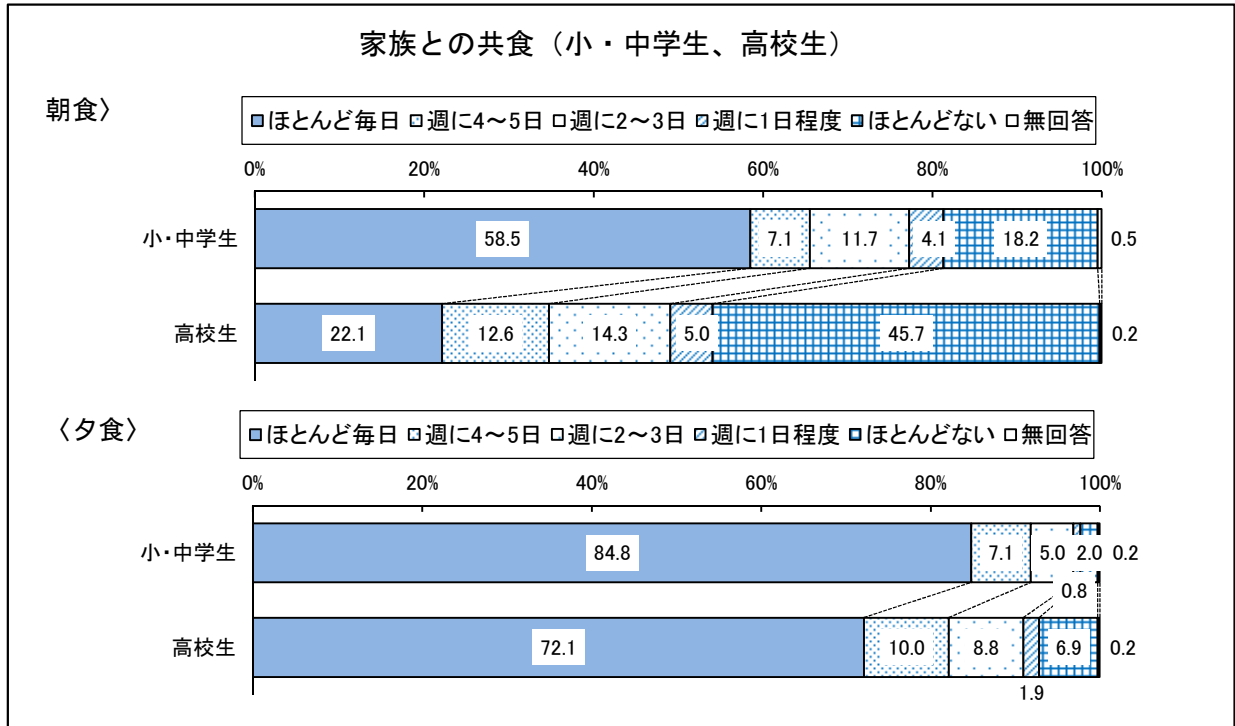 家族との共食（小・中学生、高校生）
朝食〉
ほとんど毎日 週に4～5日 週に2～3日 週に1日程度 ほとんどない 無回答
0% 20% 40% 60% 80% 100%
小・中学生 58.5 7.1 11.7 4.1 18.2 0.5
高校生 22.1 12.6 14.3 5.0 45.7 0.2
〈夕食〉
ほとんど毎日 週に4～5日 週に2～3日 週に1日程度 ほとんどない 無回答
0% 20% 40% 60% 80% 100%
小・中学生 84.8 7.1 5.0 2.0 0.2
0.8
高校生 72.1 10.0 8.8 6.9 0.2
1.9